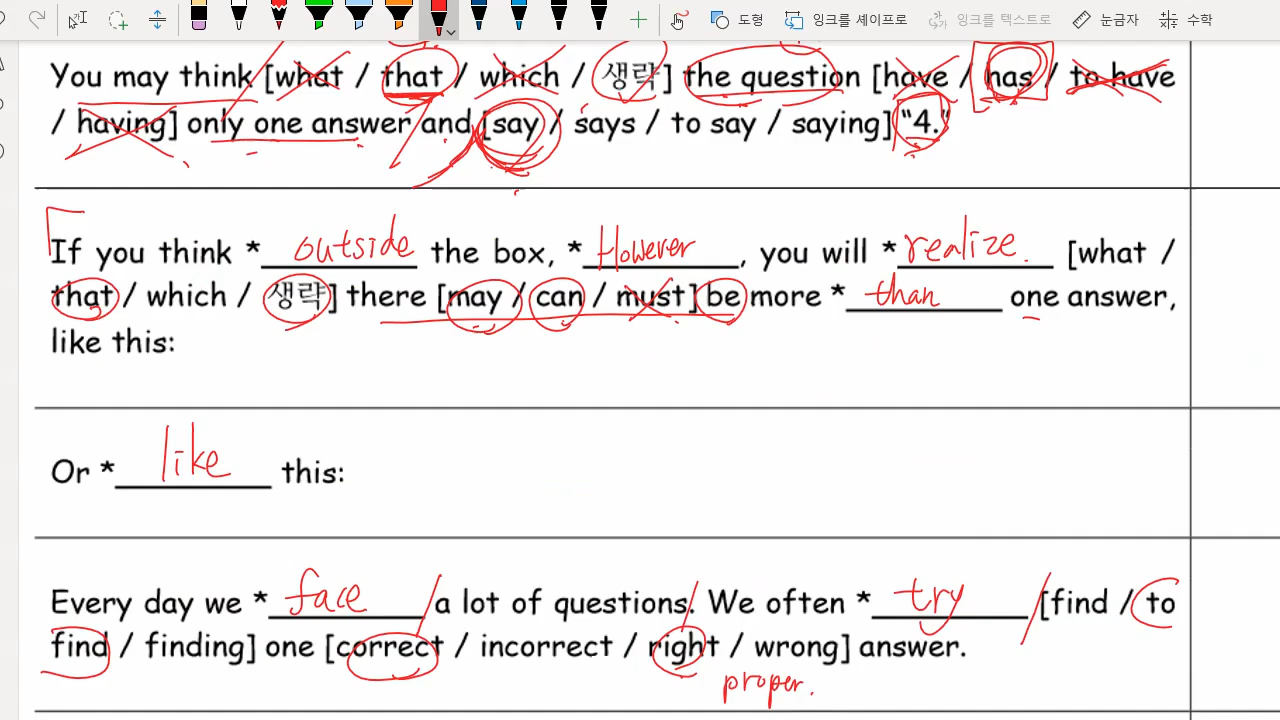 도형 잉크를 셰이프로 잉크를 텍스트로 눈금자 수학
You may think [what / that / which / 생략] the question [have / has / to have
/ having] only one answer and [say / says / to say / saying] “4.”
If you think * outside the box, * However, you will * realize. [what /
that / which / 생략] there [may / can / must] be more * than one answer,
like this:
Or * like this:
Every day we * face a lot of questions. We often * try [find / to
find / finding] one [correct / incorrect / right / wrong] answer.
proper.